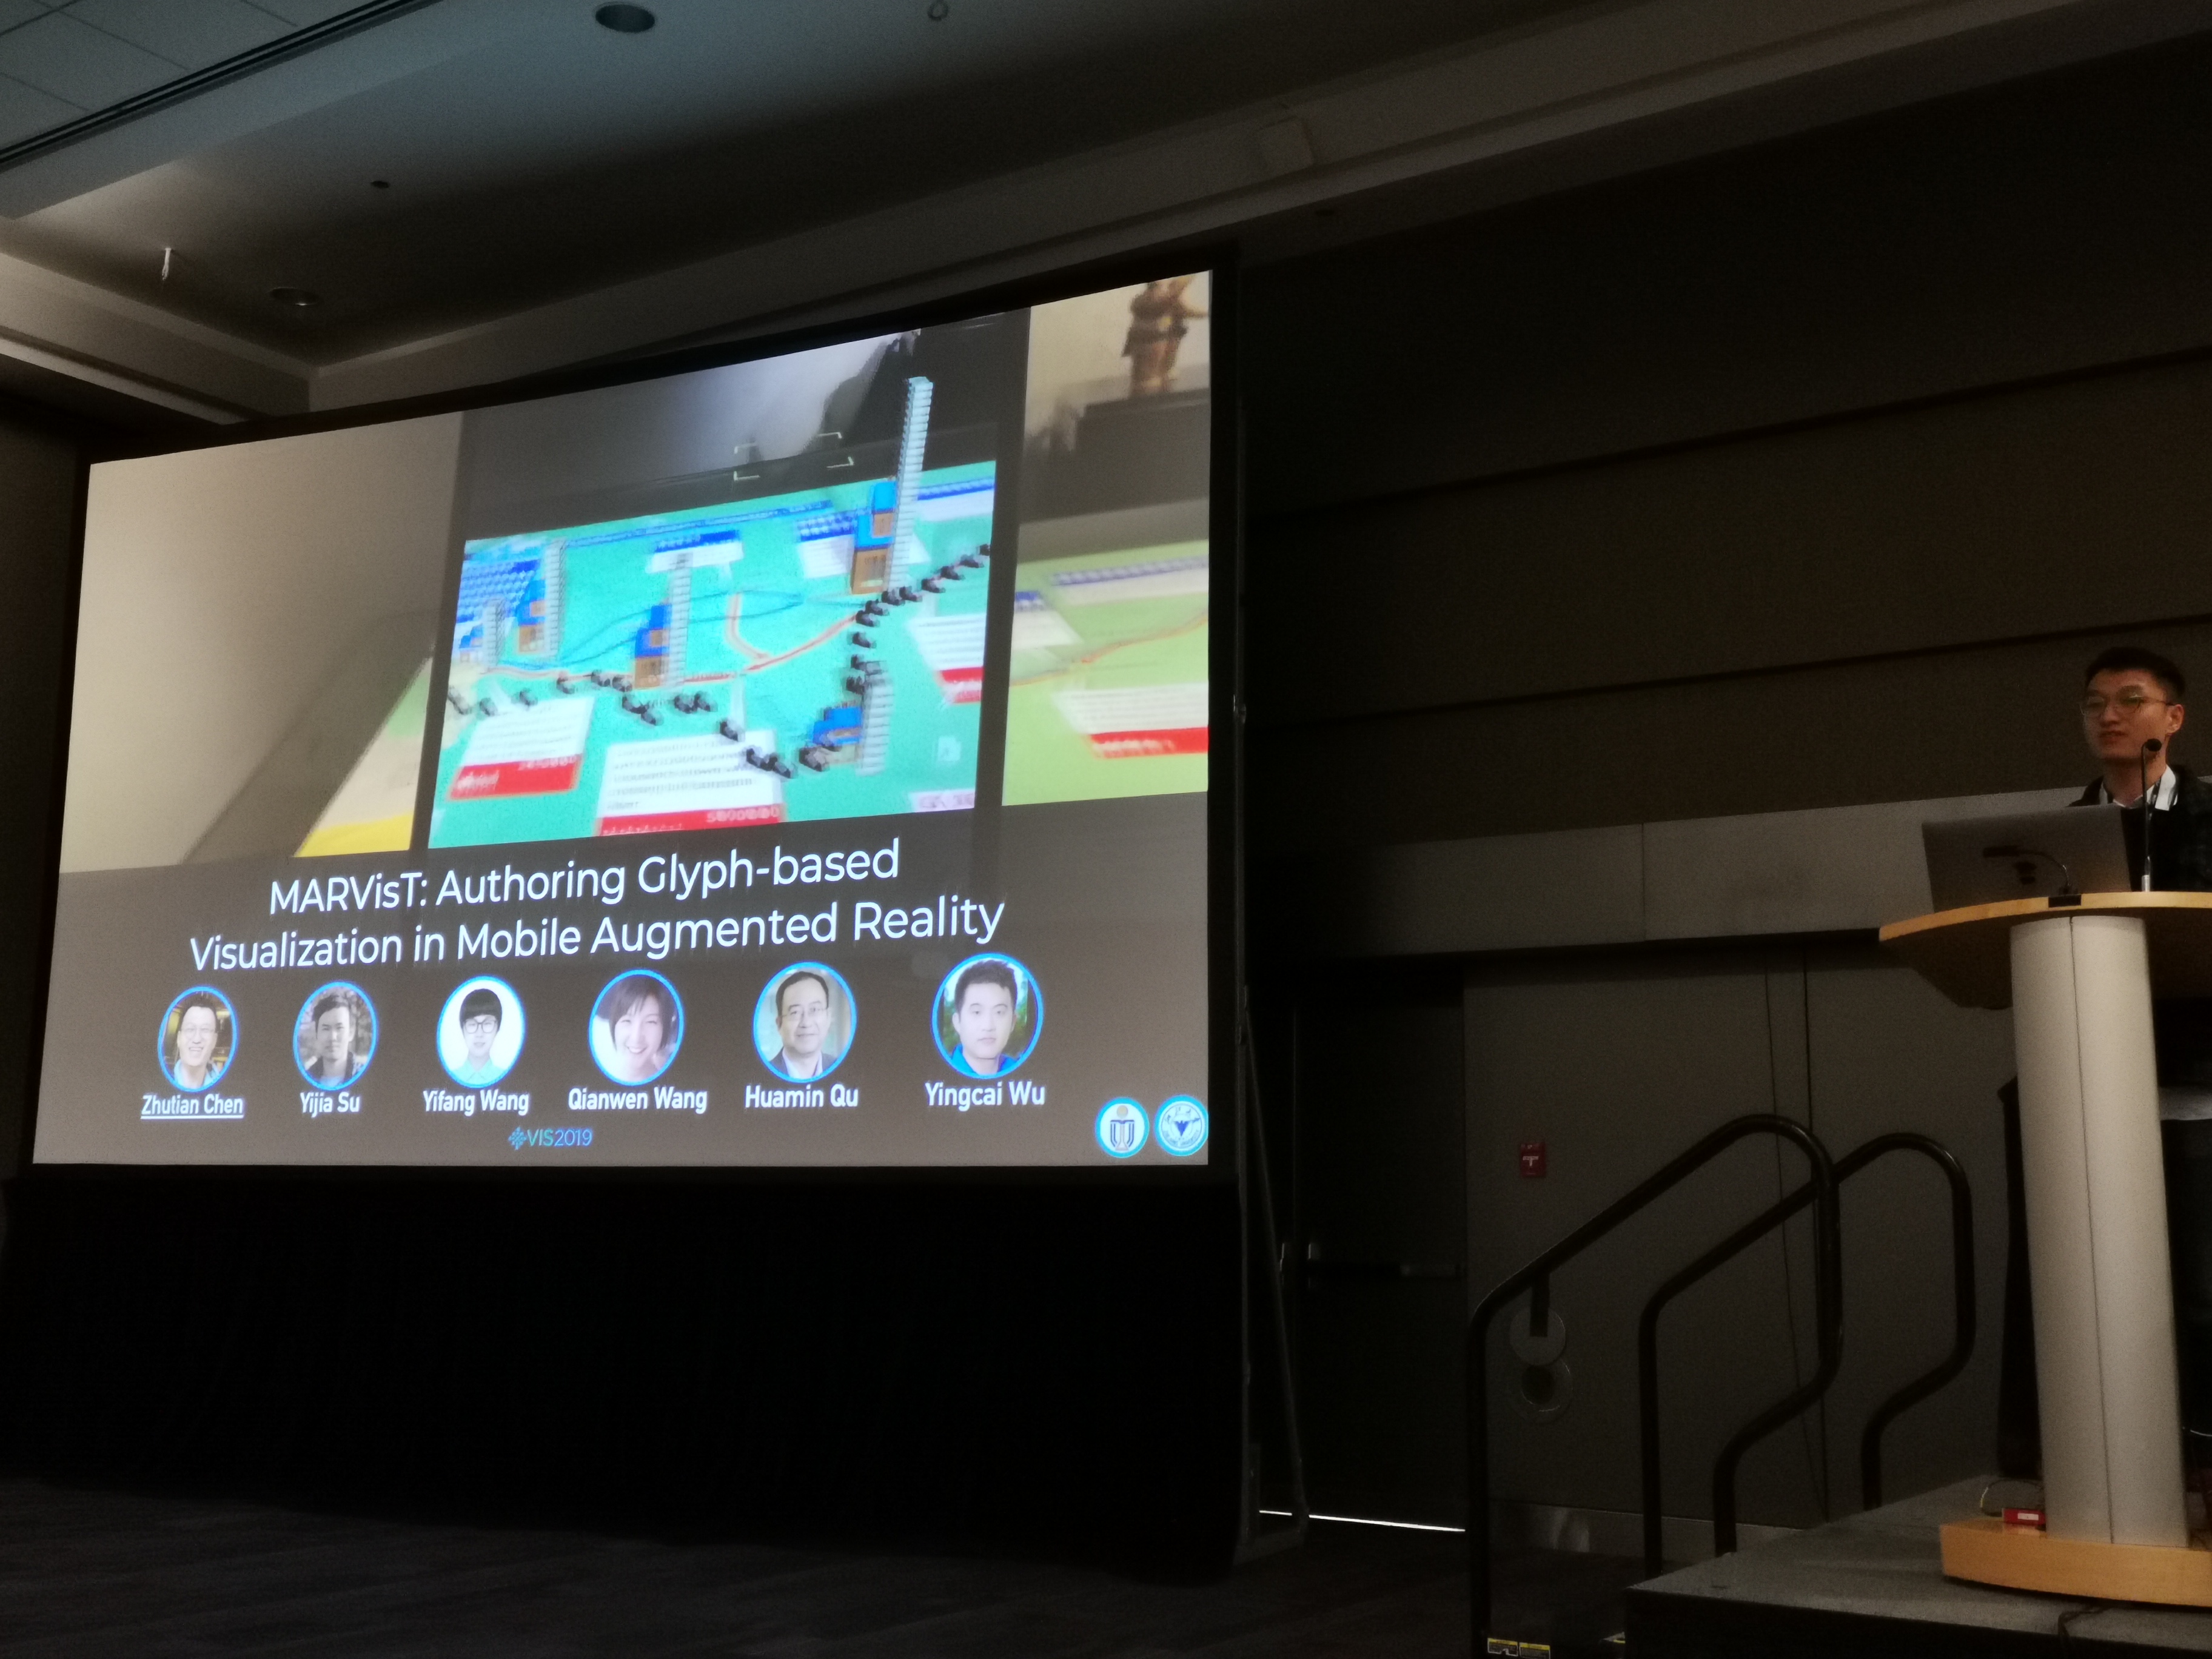 MARVisT: Authoring Glyph-based
Visualization in Mobile Augmented Reality
Zhutian Chen
Yijia Su
Yifang Wang
Qianwen Wang
Huamin Qu
Yingcai Wu
VIS2019